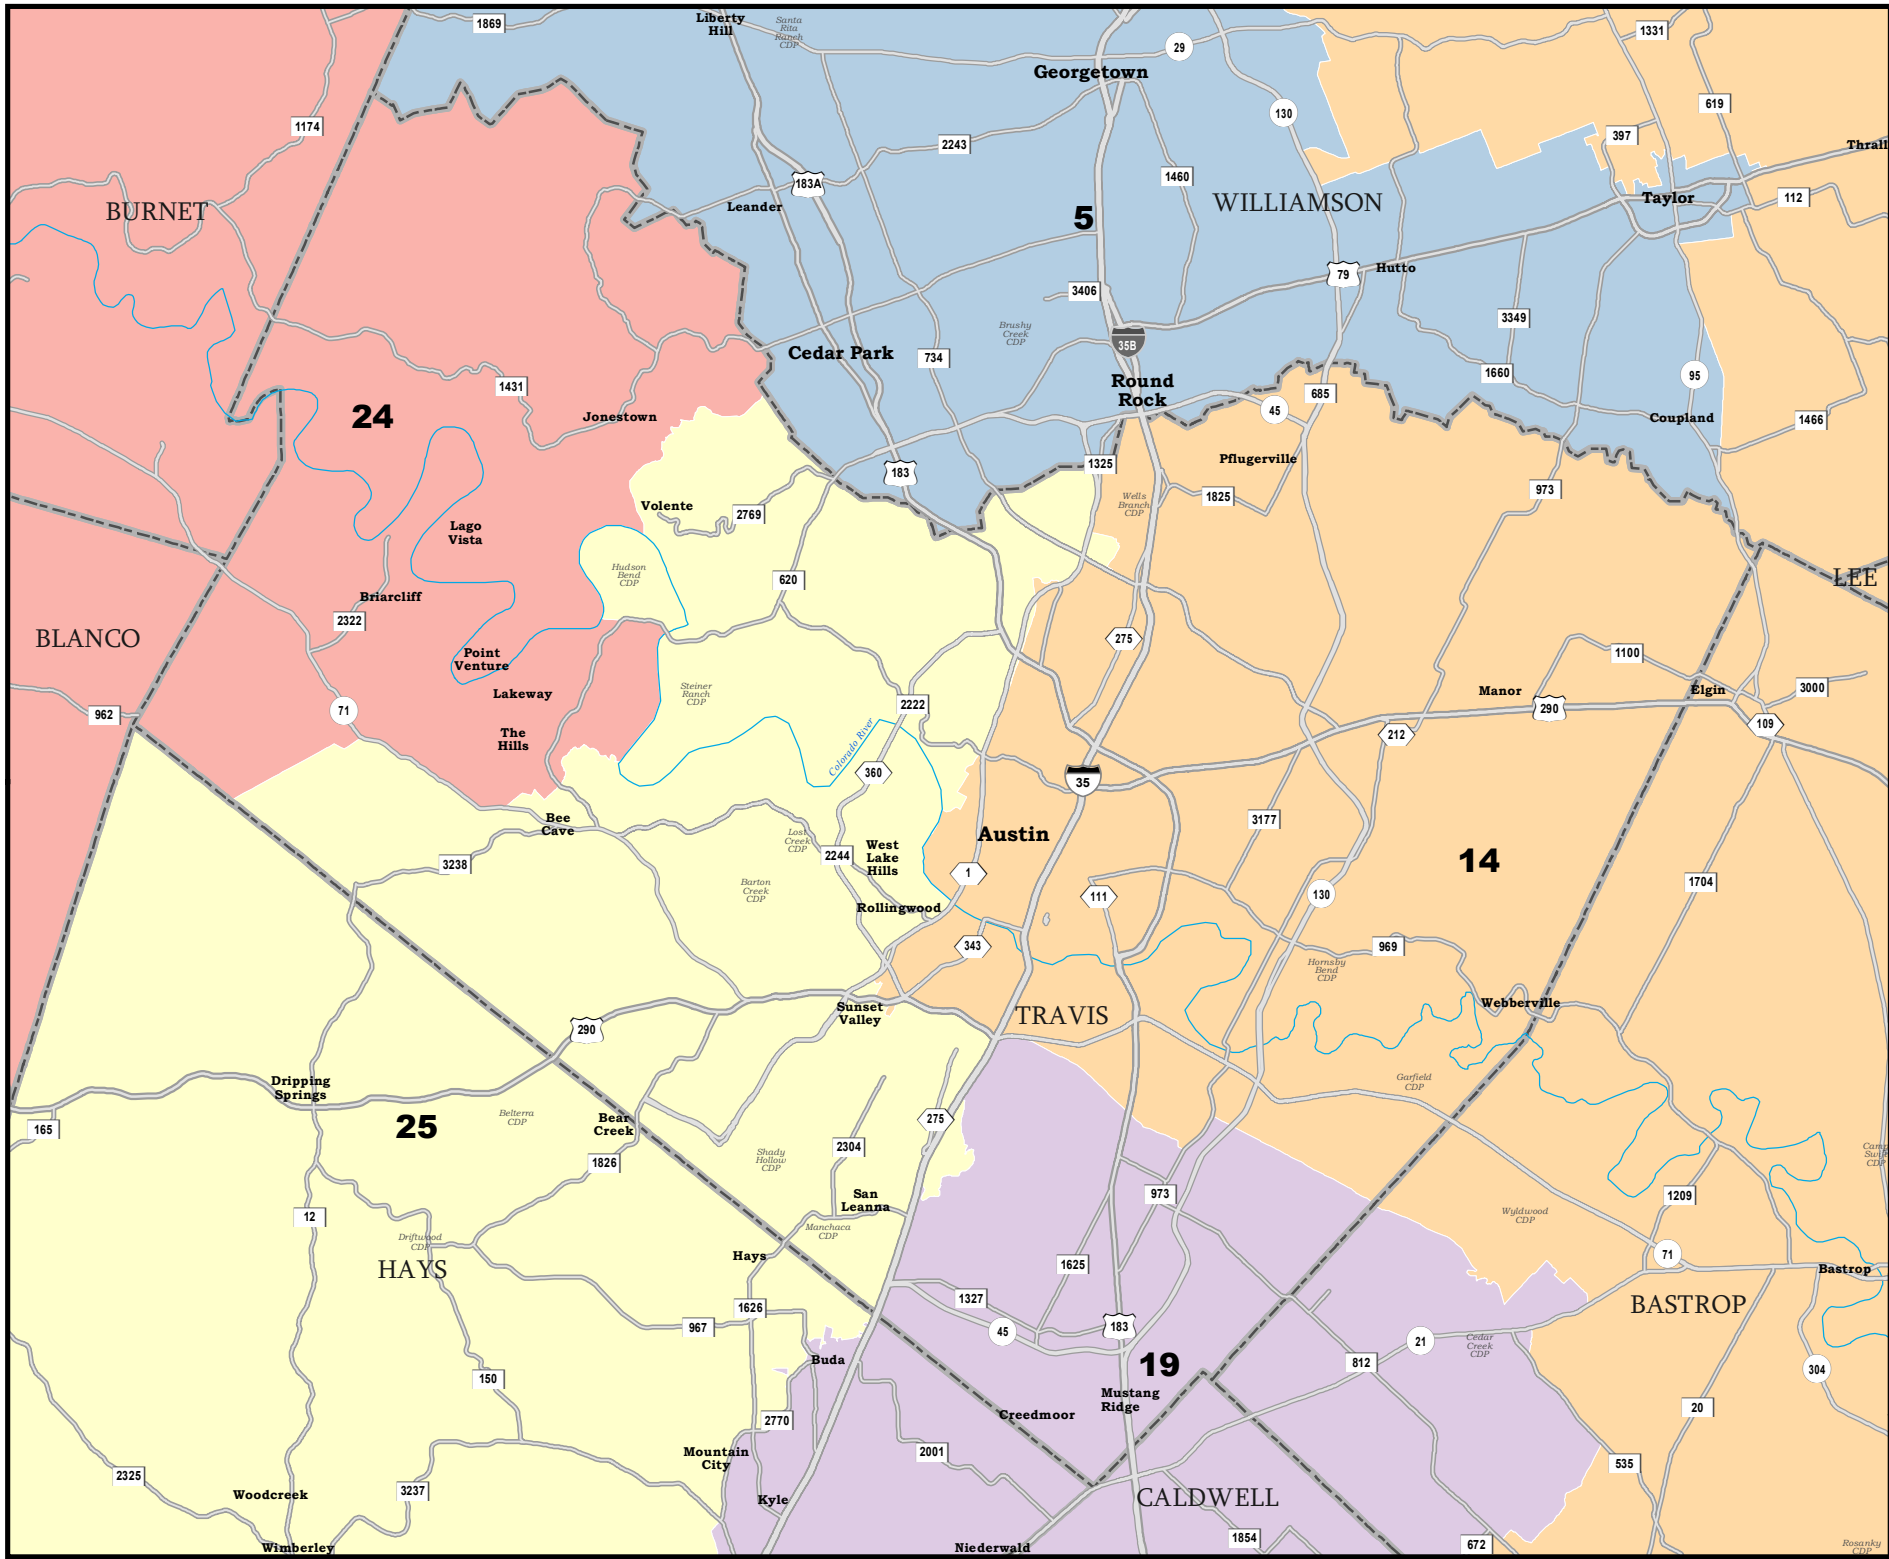 1869
Liberty
Hill
Santa
Rita
Ranch
CDP
29
1331
Georgetown
619
1174
130
397
2243
Thrall
183A
1460
Leander
5
WILLIAMSON
Taylor
112
BURNET
79
Hutto
3406
Brushy
Creek
CDP
3349
35B
Cedar Park
734
1660
95
1431
Round
Rock
685
24
Jonestown
45
Coupland
1466
183
1325
Pflugerville
973
Volente
2769
Wells
Branch
CDP
1825
Lago
Vista
Hudson
Bend
CDP
620
LEE
Briarcliff
2322
BLANCO
275
1100
Point
Venture
Lakeway
Steiner
Ranch
CDP
Manor
290
Elgin
3000
962
71
2222
109
The
Hills
Colorado River
212
360
35
Bee
Cave
Lost
Creek
CDP
Austin
3177
14
3238
2244
West
Lake
Hills
1
Barton
Creek
CDP
111
130
1704
Rollingwood
343
969
Hornsby
Bend
CDP
Sunset
Valley
TRAVIS
Webberville
290
Dripping
Springs
Garfield
CDP
165
25
Belterra
CDP
Bear
Creek
275
1826
Shady
Hollow
CDP
2304
Camp
CDP
San
Leanna
973
1209
12
Manchaca
CDP
Wyldwood
CDP
Driftwood
CDP
HAYS
Hays
1625
71
Bastrop
1626
1327
BASTROP
967
45
183
21
Cedar
Creek
CDP
Buda
19
812
304
150
Mustang
Ridge
20
2770
Creedmoor
Mountain
City
2001
535
2325
3237
Woodcreek
Kyle
CALDWELL
Wimberley
Niederwald
1854
672
Rosanky
CDP